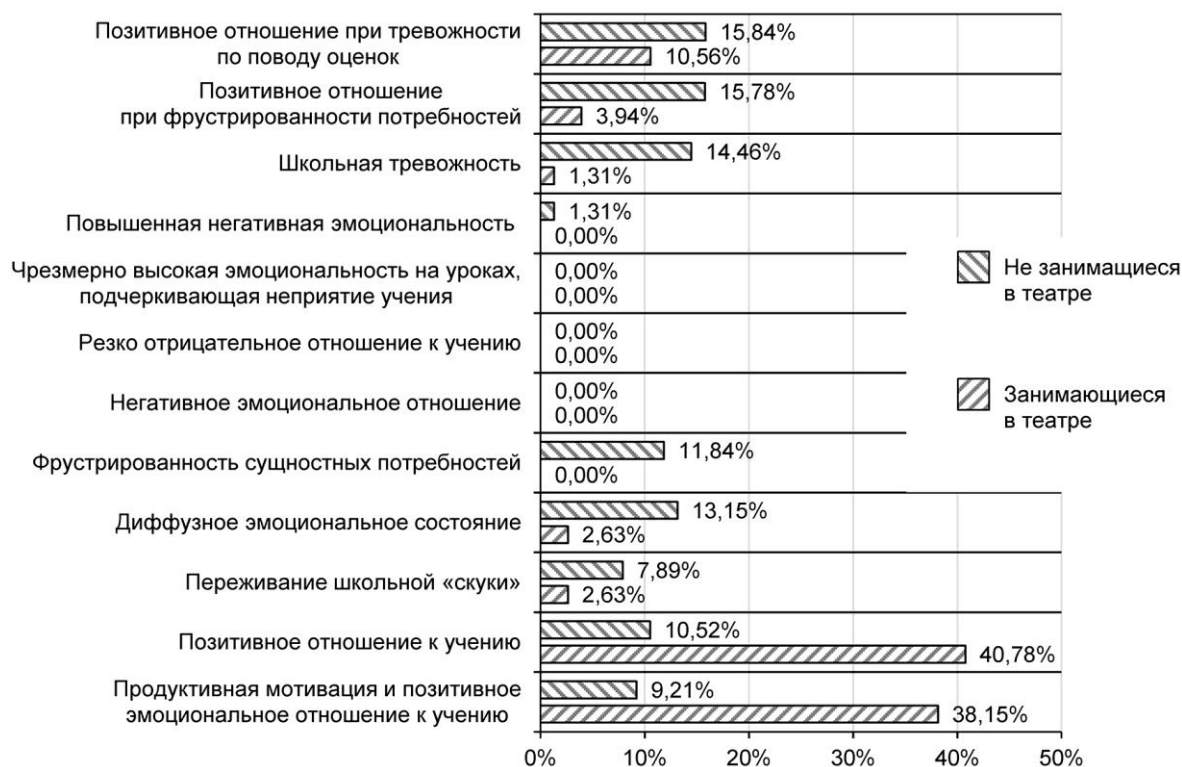 Позитивное отношение при тревожности
по поводу оценок
15,84%
10,56%
Позитивное отношение
при фрустрированности потребностей
15,78%
3,94%
Школьная тревожность
14,46%
1,31%
Повышенная негативная эмоциональность
1,31%
0,00%
Чрезмерно высокая эмоциональность на уроках,
подчеркивающая неприятие учения
0,00%
0,00%
Резко отрицательное отношение к учению
0,00%
0,00%
Негативное эмоциональное отношение
0,00%
0,00%
Фрустрированность сущностных потребностей
11,84%
0,00%
Диффузное эмоциональное состояние
13,15%
2,63%
Переживание школьной «скуки»
7,89%
2,63%
Позитивное отношение к учению
10,52%
40,78%
Продуктивная мотивация и позитивное
эмоциональное отношение к учению
9,21%
38,15%
0% 10% 20% 30% 40% 50%
Не занимащиеся
в театре
Занимающиеся
в театре